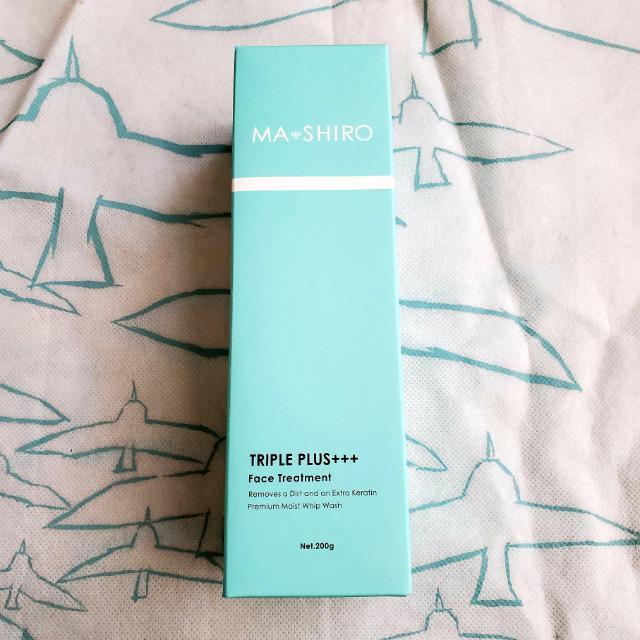 MA SHIRO
TRIPLE PLUS+++
Face Treatment
Removes a Dirt and an Extra Keratin
Premium Moist Whip Wash
Net.200g